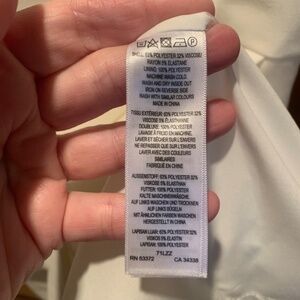 SHELL: 63% POLYESTER 32% VISCOSE/
RAYON 5% ELASTANE
LINING: 100% POLYESTER
MACHINE WASH COLD
WASH AND DRY INSIDE OUT
IRON ON REVERSE SIDE
WASH WITH SIMILAR COLOURS
MADE IN CHINA
TISSU EXTÉRIEUR: 63% POLYESTER
32% VISCOSE 5% ÉLASTHANNE
DOUBLURE: 100% POLYESTER
LAVAGE À FROID EN MACHINE
LAVER ET SÉCHER SUR L'ENVERS
NE REPASSER QUE SUR L'ENVERS
LAVER AVEC DES COULEURS
SIMILAIRES
FABRIQUÉ EN CHINE
AUSSENSTOFF: 63% POLYESTER 32%
VISKOSE 5% ELASTHAN
FUTTER: 100% POLYESTER
KALTE MASCHINENWÄSCHE
AUF LINKS WASCHEN UND TROCKNEN
AUF LINKS BÜGELN
MIT ÄHNLICHEN FARBEN WASCHEN
HERGESTELLT IN CHINA
LAPISAN LUAR: 63% POLYESTER 32%
VISKOS 5% ELASTIN
LAPISAN: 100% POLYESTER
71LZZ
RN 53372 CA 34338